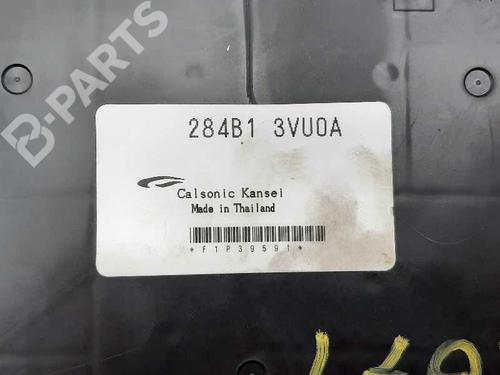 B-PARTS
284B1 3VU0A
Calsonic Kansei
Made in Thailand
*F1P39591*